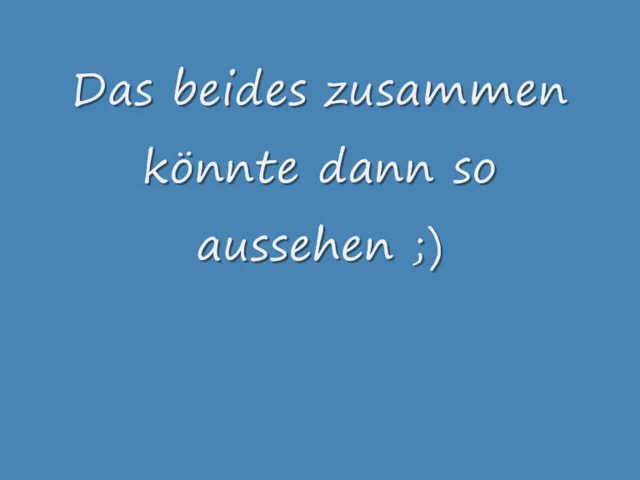 Das beides zusammen
könnte dann so
aussehen ;)